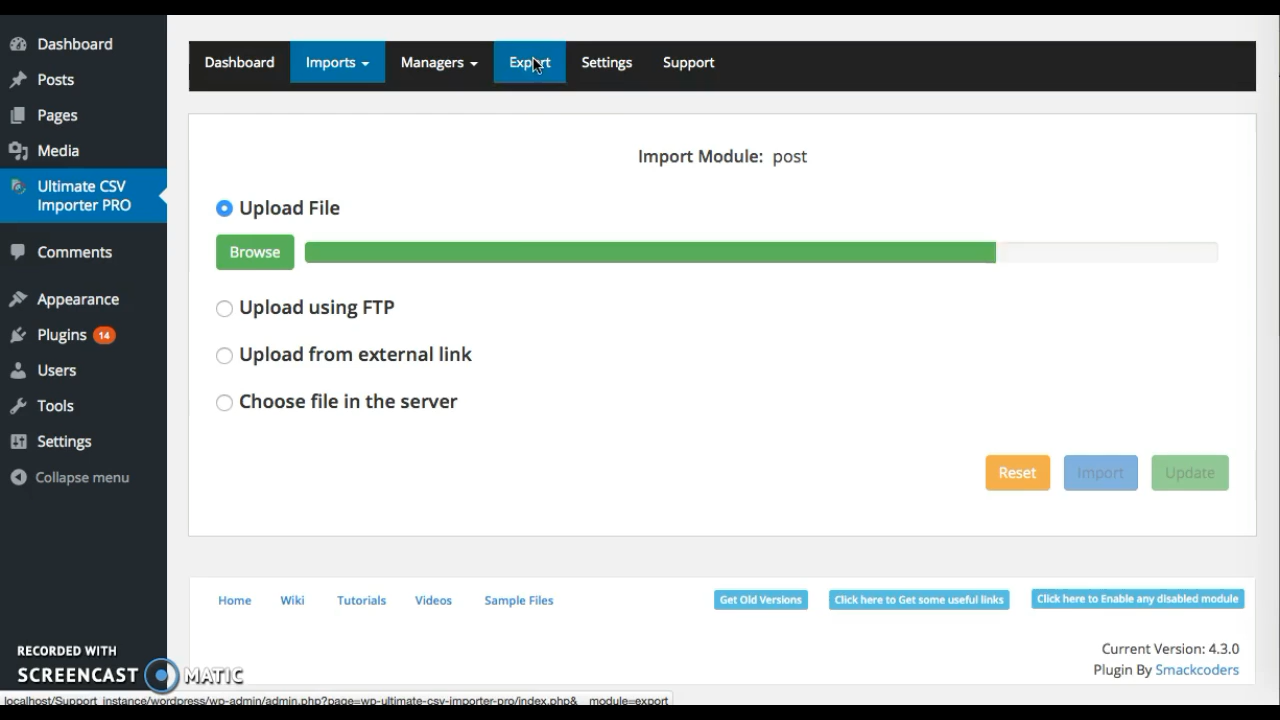 Dashboard
Posts
Pages
Media
Ultimate CSV
Importer PRO
Comments
Appearance
Plugins 14
Users
Tools
Settings
Collapse menu
Dashboard Imports Managers Export Settings Support
Import Module: post
Upload File
Browse
Upload using FTP
Upload from external link
Choose file in the server
Reset Import Update
Home Wiki Tutorials Videos Sample Files Get Old Versions Click here to Get some useful links Click here to Enable any disabled module
Current Version: 4.3.0
Plugin By Smackcoders
RECORDED WITH
SCREENCAST MATIC
localhost/Support_instance/wordpress/wp-admin/admin.php?page=wp-ultimate-csv-importer-pro/index.php&__module=export